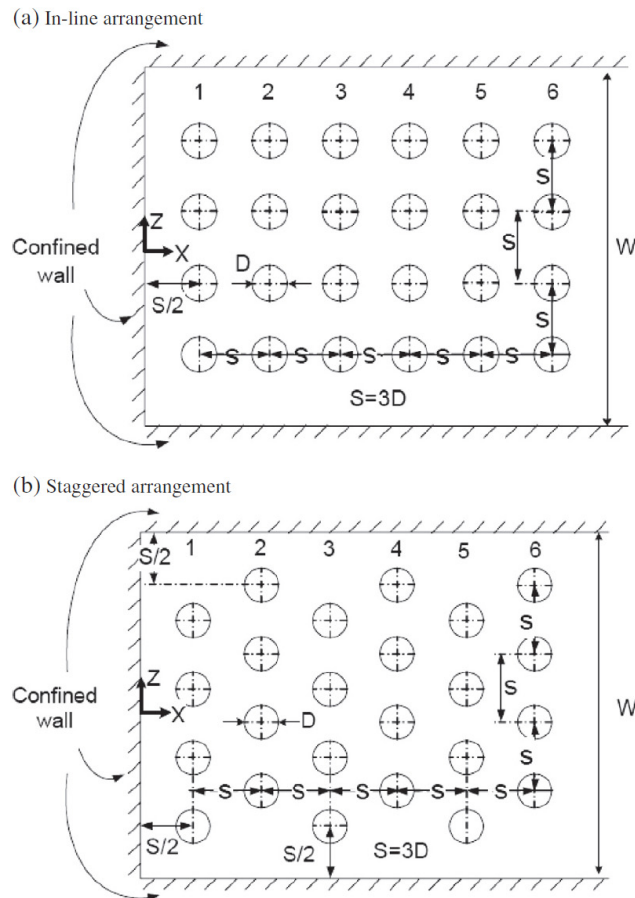 (a) In-line arrangement
1 2 3 4 5 6
S
Z
S
W
Confined
wall
X
D
S/2
S
S S S S S
S=3D
(b) Staggered arrangement
S/2
1 2 3 4 5 6
S
Z
S
Confined
wall
X
D
W
S
S S S S S
S/2
S/2
S=3D